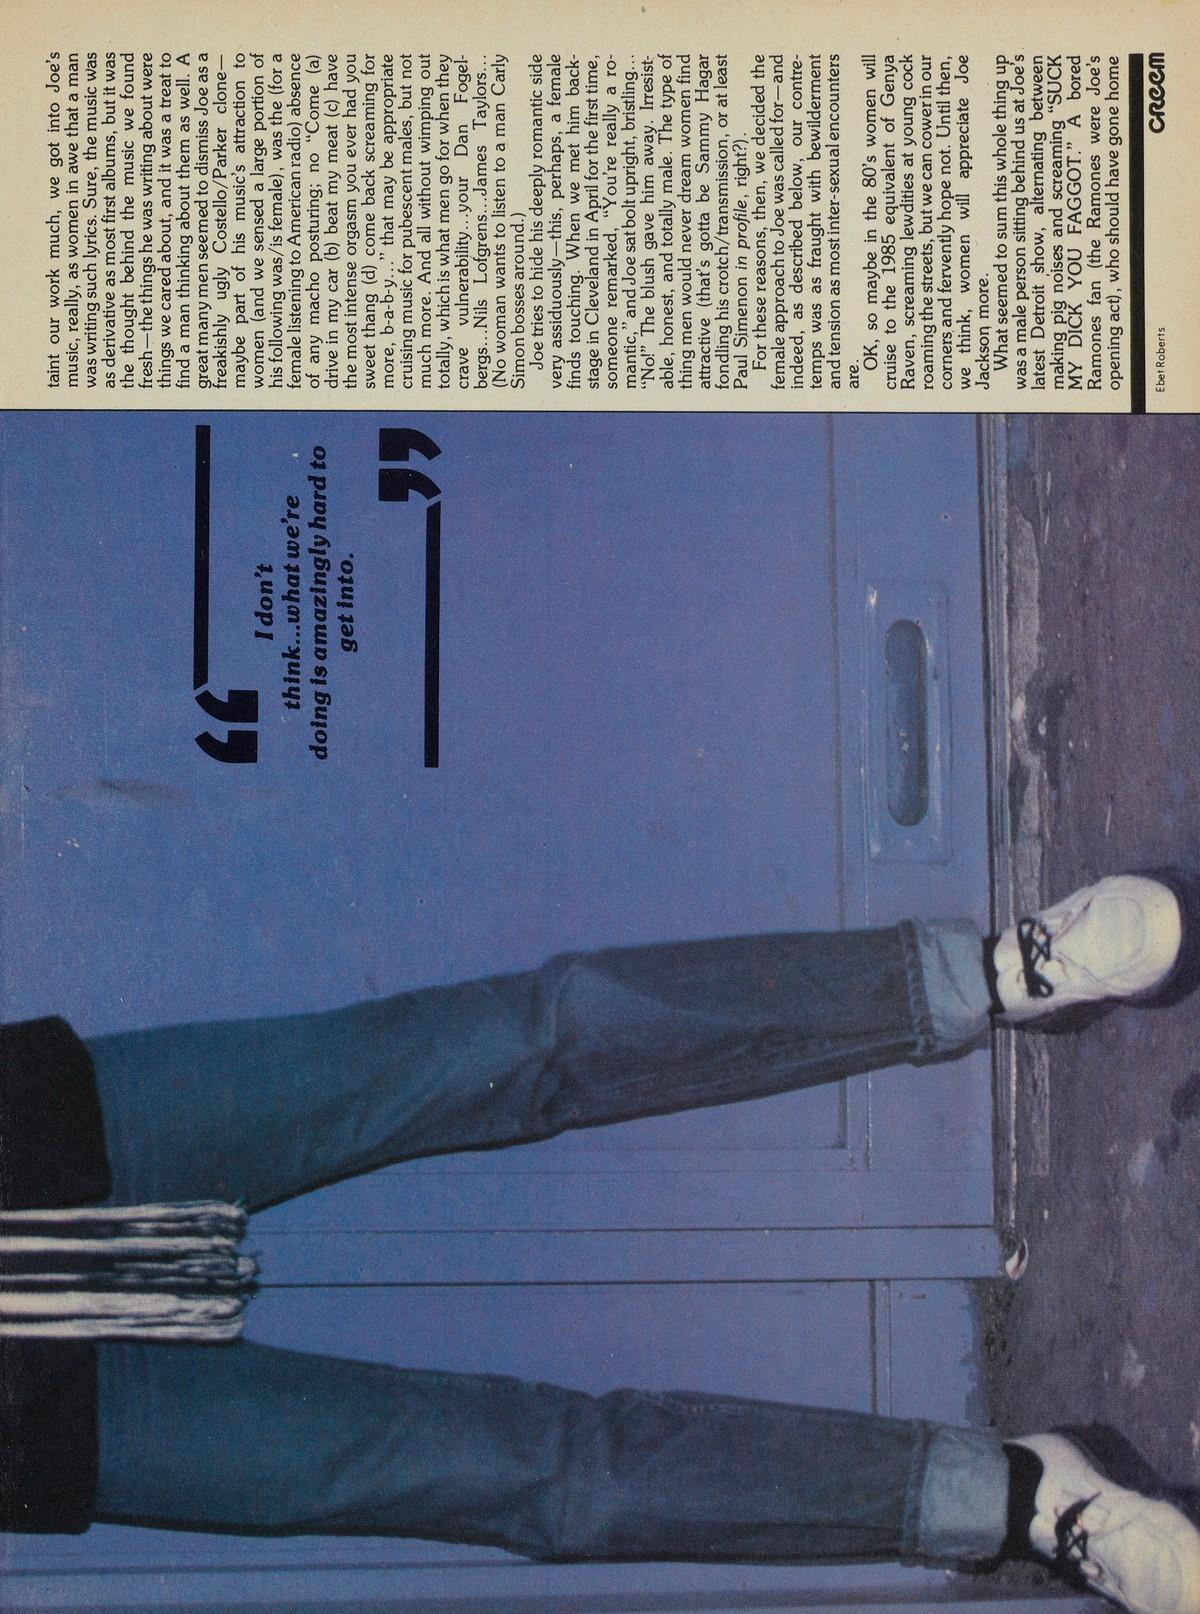 taint our work much, we got into Joe's
music, really, as women in awe that a man
was writing such lyrics. Sure, the music was
as derivative as most first albums, but it was
the thought behind the music we found
fresh—the things he was writing about were
things we cared about, and it was a treat to
find a man thinking about them as well. A
great many men seemed to dismiss Joe as a
freakishly ugly Costello/Parker clone—
maybe part of his music's attraction to
women (and we sensed a large portion of
his following was/is female), was the (for a
female listening to American radio) absence
of any macho posturing; no "Come (a)
drive in my car (b) beat my meat (c) have
the most intense orgasm you ever had you
sweet thang (d) come back screaming for
more, b-a-b-y..." that may be appropriate
cruising music for pubescent males, but not
much more. And all without wimping out
totally, which is what men go for when they
crave vulnerability...your Dan Fogel-
bergs...Nils Lofgrens...James Taylors...
(No woman wants to listen to a man Carly
Simon bosses around.)
Joe tries to hide his deeply romantic side
very assiduously—this, perhaps, a female
finds touching. When we met him back-
stage in Cleveland in April for the first time,
someone remarked, "You're really a ro-
mantic," and Joe sat bolt upright, bristling...
"No!" The blush gave him away. Irresist-
able, honest, and totally male. The type of
thing men would never dream women find
attractive (that's gotta be Sammy Hagar
fondling his crotch/transmission, or at least
Paul Simenon in profile, right?).
For these reasons, then, we decided the
female approach to Joe was called for—and
indeed, as described below, our contre-
temps was as fraught with bewilderment
and tension as most inter-sexual encounters
are.
OK, so maybe in the 80's women will
cruise to the 1985 equivalent of Genya
Raven, screaming lewdities at young cock
roaming the streets, but we can cower in our
corners and fervently hope not. Until then,
we think, women will appreciate Joe
Jackson more.
What seemed to sum this whole thing up
was a male person sitting behind us at Joe's
latest Detroit show, alternating between
making pig noises and screaming "SUCK
MY DICK YOU FAGGOT." A bored
Ramones fan (the Ramones were Joe's
opening act), who should have gone home
creem
Ebet Roberts
“
I don't
think...what we're
doing is amazingly hard to
get into.
”